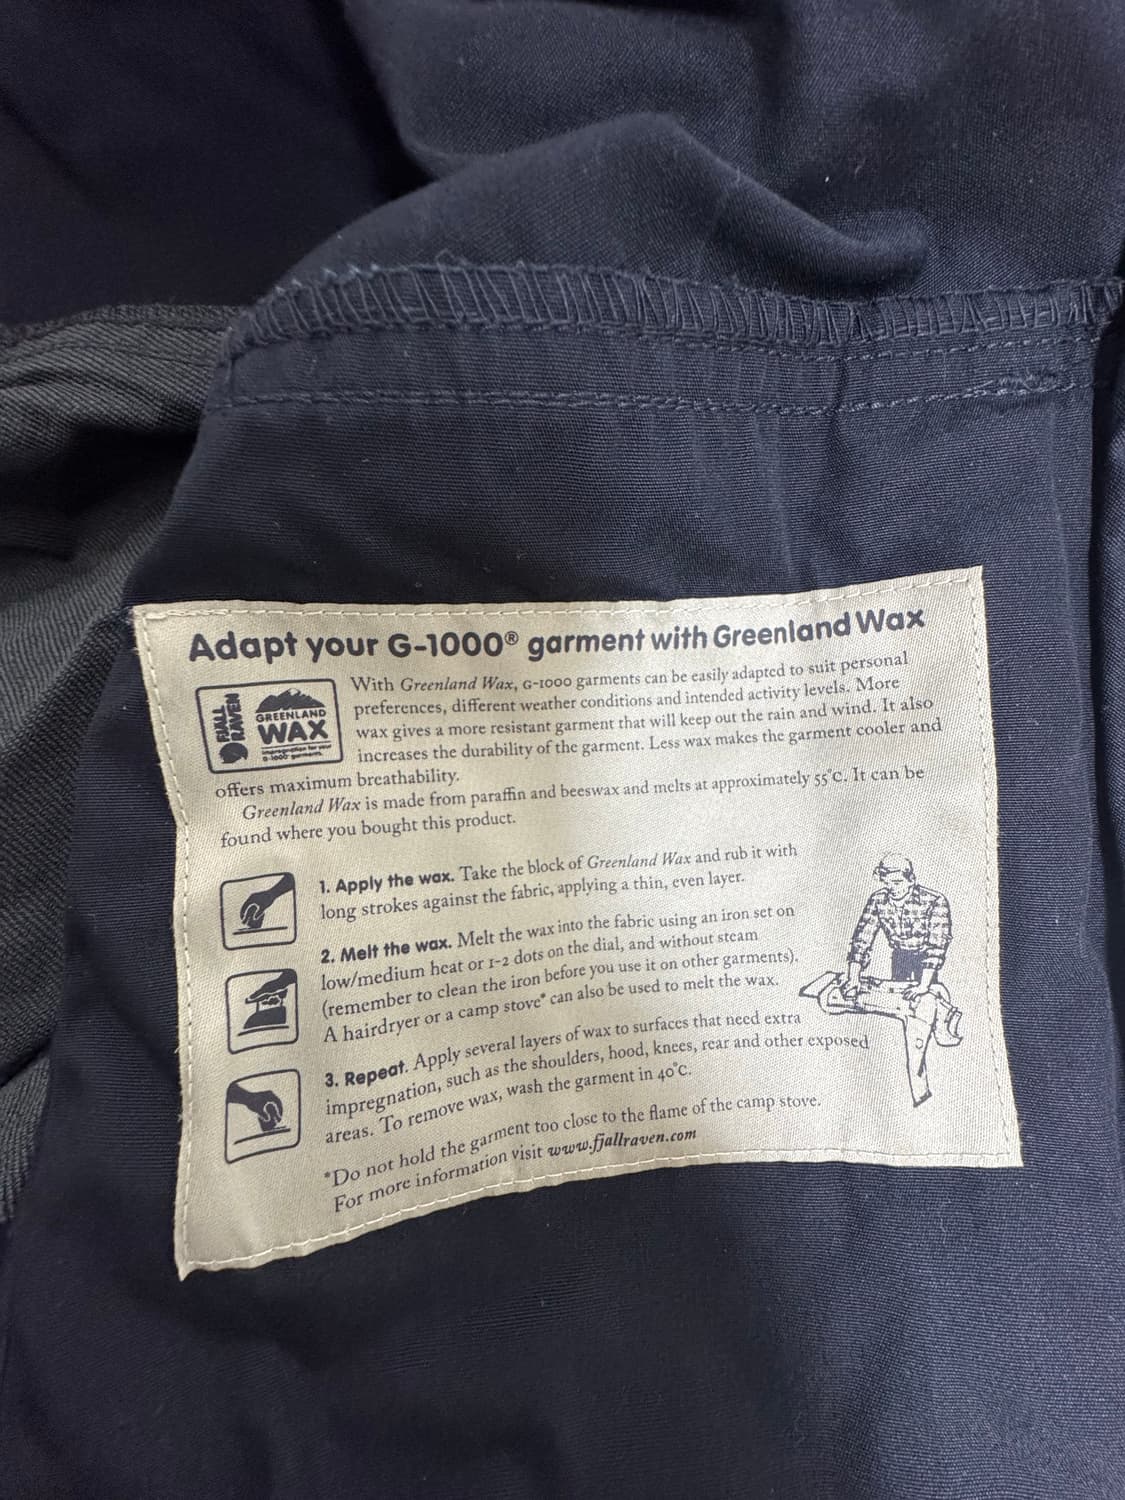 Adapt your G-1000® garment with Greenland Wax
FJALL
RAVEN
GREENLAND
WAX
impregnation for your
G-1000 garments.
With Greenland Wax, G-1000 garments can be easily adapted to suit personal
preferences, different weather conditions and intended activity levels. More
wax gives a more resistant garment that will keep out the rain and wind. It also
increases the durability of the garment. Less wax makes the garment cooler and
offers maximum breathability.
Greenland Wax is made from paraffin and beeswax and melts at approximately 55°C. It can be
found where you bought this product.
1. Apply the wax. Take the block of Greenland Wax and rub it with
long strokes against the fabric, applying a thin, even layer.
2. Melt the wax. Melt the wax into the fabric using an iron set on
low/medium heat or 1-2 dots on the dial, and without steam
(remember to clean the iron before you use it on other garments).
A hairdryer or a camp stove* can also be used to melt the wax.
3. Repeat. Apply several layers of wax to surfaces that need extra
impregnation, such as the shoulders, hood, knees, rear and other exposed
areas. To remove wax, wash the garment in 40°C.
*Do not hold the garment too close to the flame of the camp stove.
For more information visit www.fjallraven.com